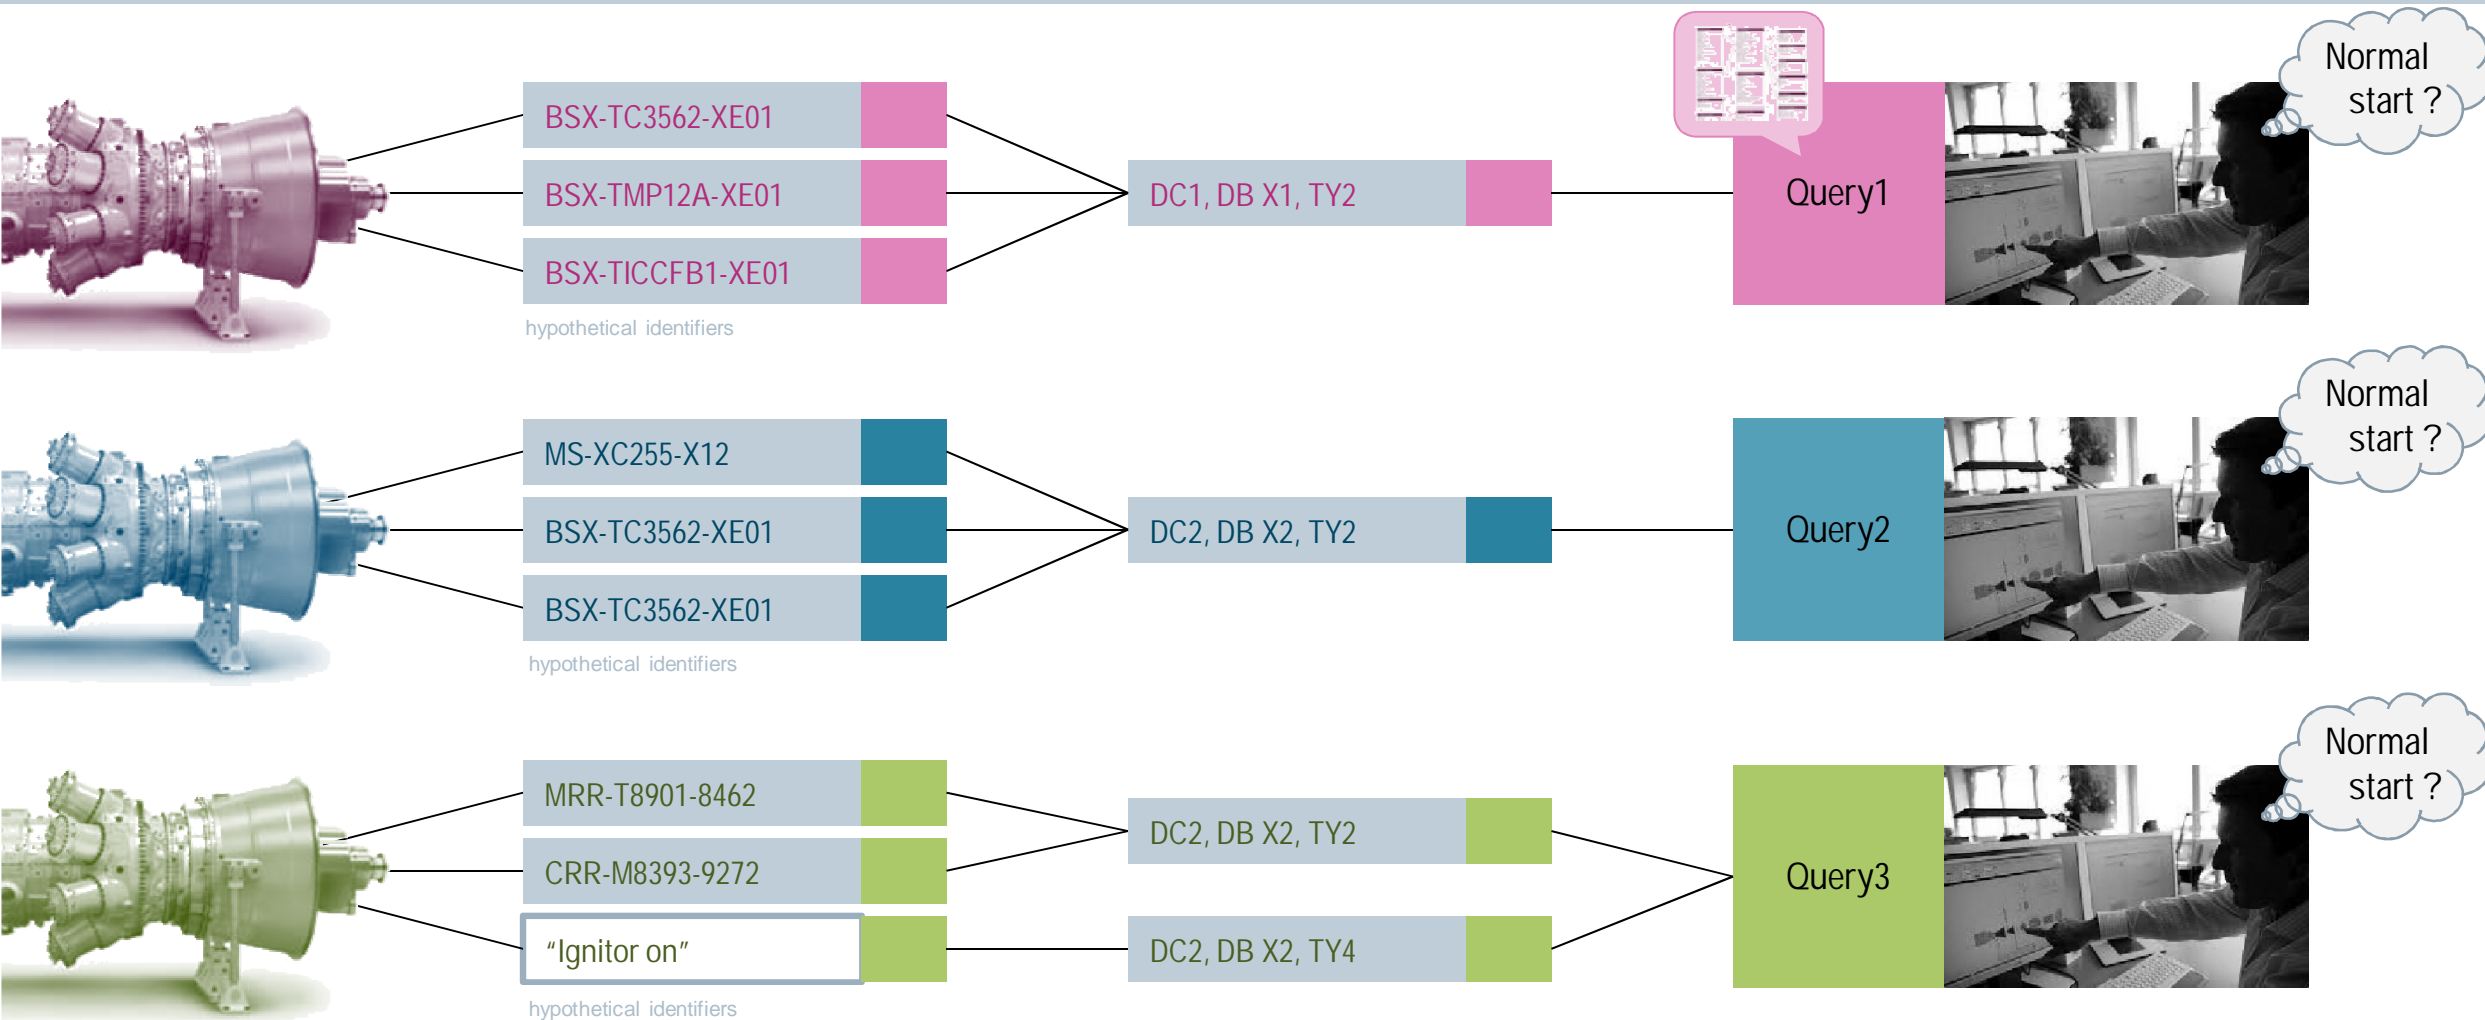 Normal
start ?
BSX-TC3562-XE01
BSX-TMP12A-XE01
BSX-TICCFB1-XE01
hypothetical identifiers
DC1, DB X1, TY2
Query1
Normal
start ?
MS-XC255-X12
BSX-TC3562-XE01
BSX-TC3562-XE01
hypothetical identifiers
DC2, DB X2, TY2
Query2
Normal
start ?
MRR-T8901-8462
CRR-M8393-9272
“Ignitor on”
hypothetical identifiers
DC2, DB X2, TY2
DC2, DB X2, TY4
Query3